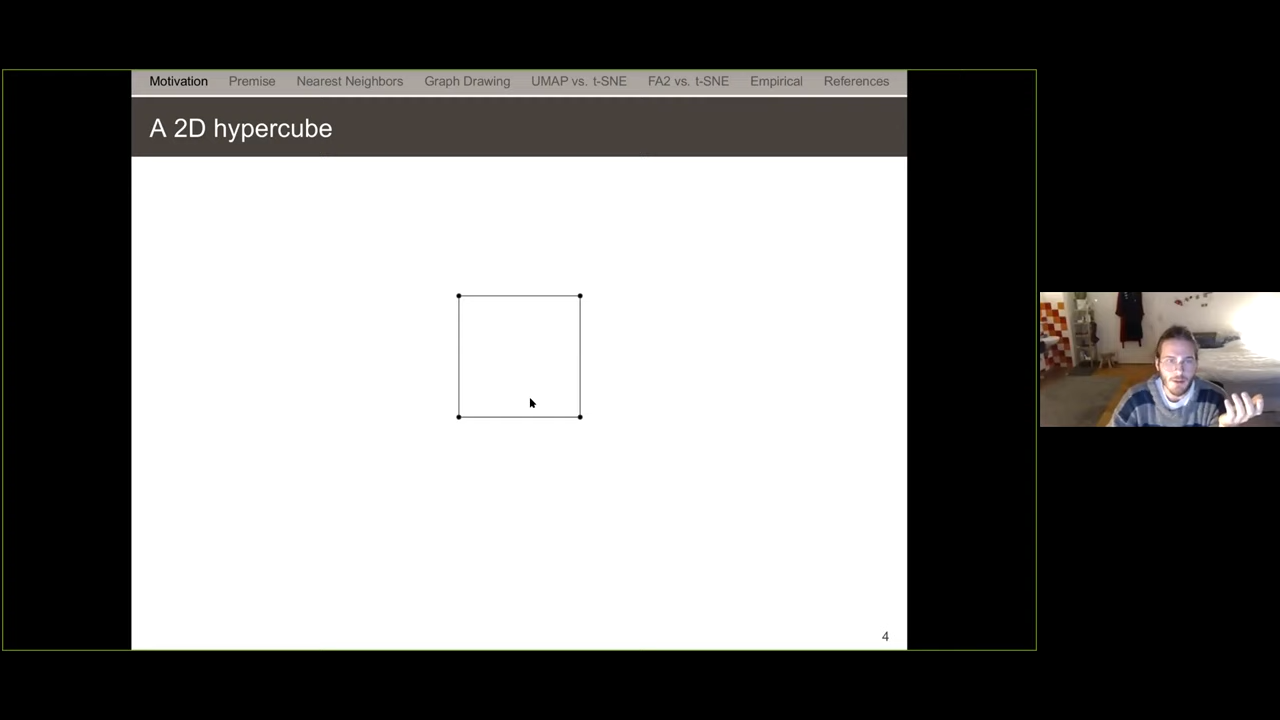 Motivation Premise Nearest Neighbors Graph Drawing UMAP vs. t-SNE FA2 vs. t-SNE Empirical References
A 2D hypercube
4